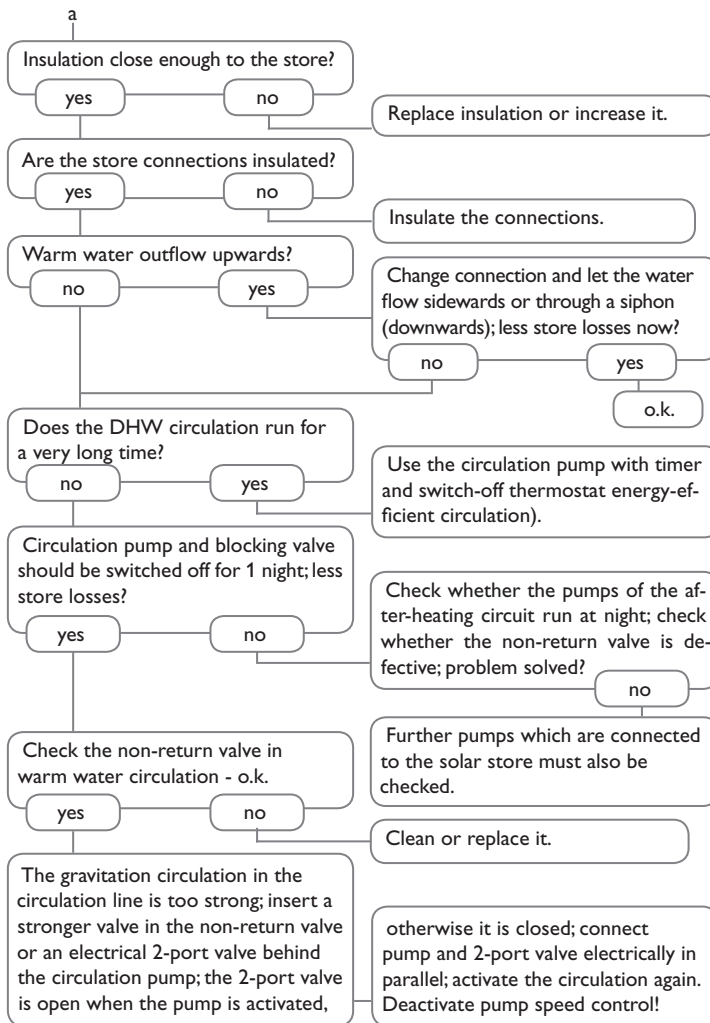 a
Insulation close enough to the store?
yes
no
Replace insulation or increase it.
Are the store connections insulated?
yes
no
Insulate the connections.
Warm water outflow upwards?
no
yes
Change connection and let the water
flow sidewards or through a siphon
(downwards); less store losses now?
no
yes
o.k.
Does the DHW circulation run for
a very long time?
no
yes
Use the circulation pump with timer
and switch-off thermostat energy-ef-
ficient circulation).
Circulation pump and blocking valve
should be switched off for 1 night; less
store losses?
yes
no
Check whether the pumps of the af-
ter-heating circuit run at night; check
whether the non-return valve is de-
fective; problem solved?
no
Further pumps which are connected
to the solar store must also be
checked.
Check the non-return valve in
warm water circulation - o.k.
yes
no
Clean or replace it.
The gravitation circulation in the
circulation line is too strong; insert a
stronger valve in the non-return valve
or an electrical 2-port valve behind
the circulation pump; the 2-port valve
is open when the pump is activated,
otherwise it is closed; connect
pump and 2-port valve electrically in
parallel; activate the circulation again.
Deactivate pump speed control!